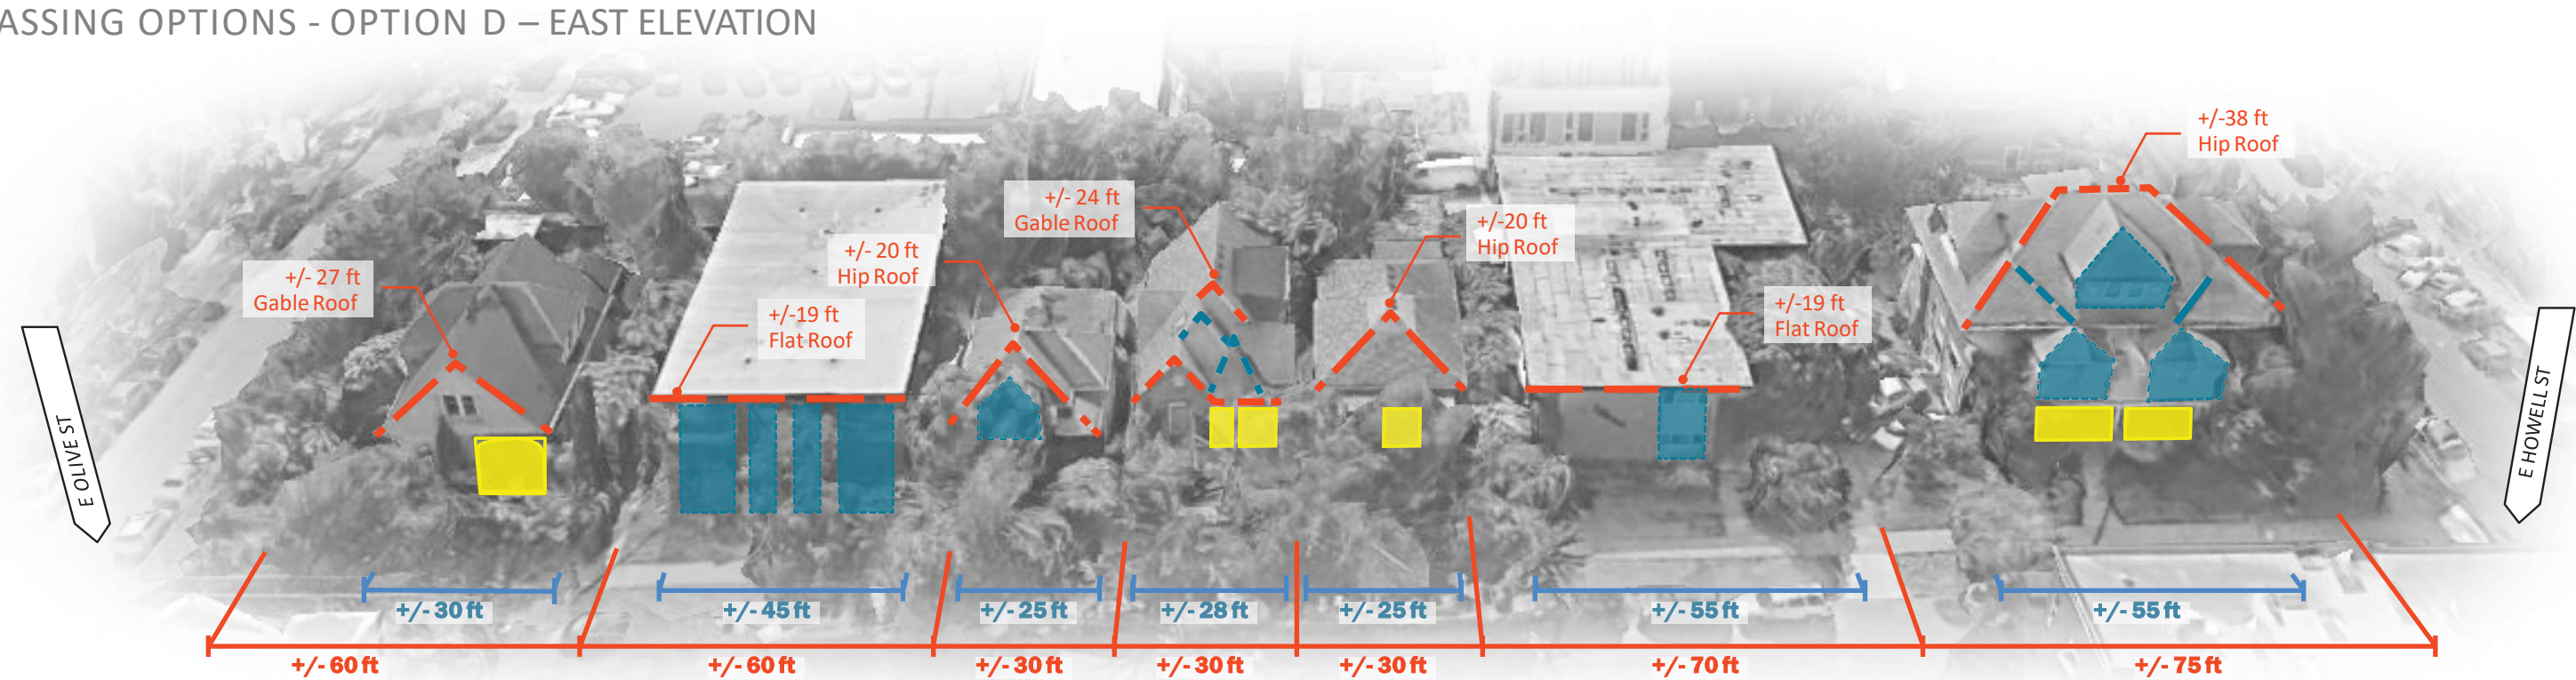 ASSING OPTIONS - OPTION D – EAST ELEVATION
+/-38 ft
Hip Roof
+/- 24 ft
Gable Roof
+/-20 ft
Hip Roof
+/- 20 ft
Hip Roof
+/- 27 ft
Gable Roof
+/-19 ft
Flat Roof
+/-19 ft
Flat Roof
E OLIVE ST
E HOWELL ST
+/- 30 ft
+/- 45 ft
+/- 25 ft
+/- 28 ft
+/- 25 ft
+/- 55 ft
+/- 55 ft
+/- 60 ft
+/- 60 ft
+/- 30 ft
+/- 30 ft
+/- 30 ft
+/- 70 ft
+/- 75 ft